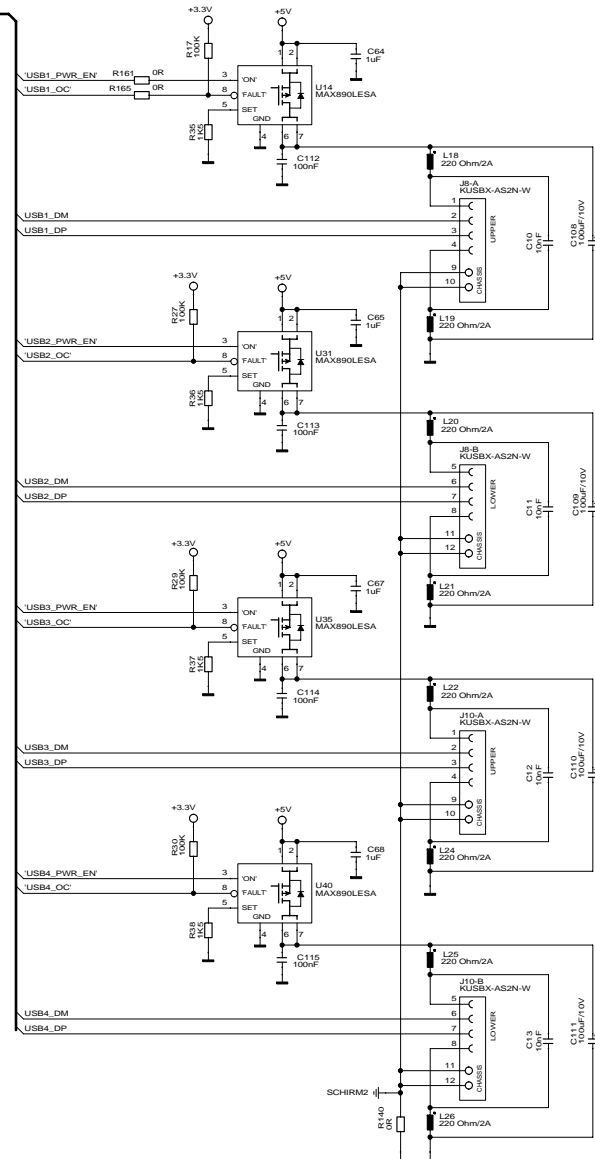 +3.3V
+5V
R17
100K
C64
1uF
1 2
'USB1_PWR_EN'
R161
0R
3
'ON'
U14
MAX890LESA
'USB1_OC'
R165
0R
8
'FAULT'
5
SET
GND
R35
1K5
4
6 7
C112
100nF
L18
220 Ohm/2A
J8-A
KUSBX-AS2N-W
1
USB1_DM
2
USB1_DP
3
4
UPPER
9
10
CHASSIS
C10
10nF
C108
100uF/10V
L19
220 Ohm/2A
+3.3V
+5V
R27
100K
C65
1uF
1 2
'USB2_PWR_EN'
3
'ON'
U31
MAX890LESA
'USB2_OC'
8
'FAULT'
5
SET
GND
R36
1K5
4
6 7
C113
100nF
L20
220 Ohm/2A
J8-B
KUSBX-AS2N-W
5
USB2_DM
6
USB2_DP
7
8
LOWER
11
12
CHASSIS
C11
10nF
C109
100uF/10V
L21
220 Ohm/2A
+3.3V
+5V
R29
100K
C67
1uF
1 2
'USB3_PWR_EN'
3
'ON'
U35
MAX890LESA
'USB3_OC'
8
'FAULT'
5
SET
GND
R37
1K5
4
6 7
C114
100nF
L22
220 Ohm/2A
J10-A
KUSBX-AS2N-W
1
USB3_DM
2
USB3_DP
3
4
UPPER
9
10
CHASSIS
C12
10nF
C110
100uF/10V
L24
220 Ohm/2A
+3.3V
+5V
R30
100K
C68
1uF
1 2
'USB4_PWR_EN'
3
'ON'
U40
MAX890LESA
'USB4_OC'
8
'FAULT'
5
SET
GND
R38
1K5
4
6 7
C115
100nF
L25
220 Ohm/2A
J10-B
KUSBX-AS2N-W
5
USB4_DM
6
USB4_DP
7
8
LOWER
11
12
CHASSIS
C13
10nF
C111
100uF/10V
SCHIRM2
R140
0R
L26
220 Ohm/2A